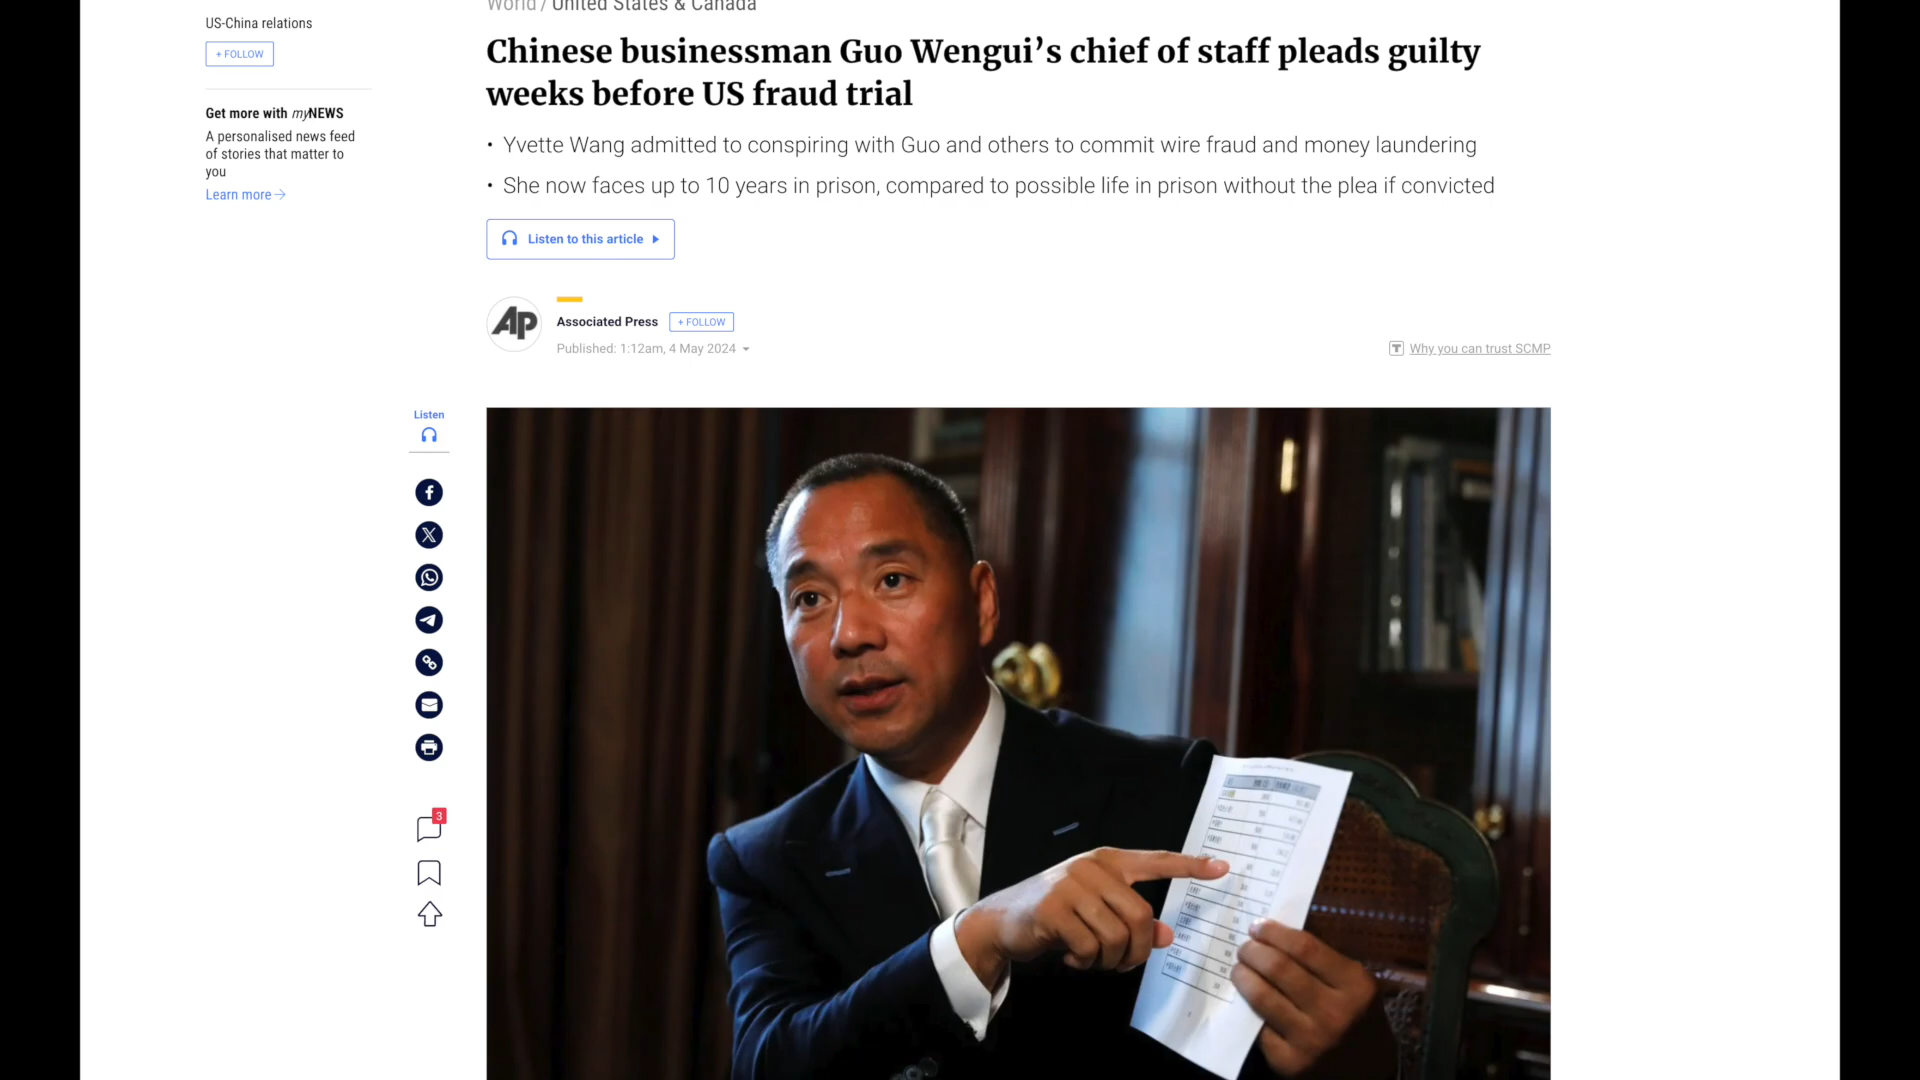 World / United States & Canada
US-China relations
+ FOLLOW
Get more with myNEWS
A personalised news feed
of stories that matter to
you
Learn more
Chinese businessman Guo Wengui’s chief of staff pleads guilty
weeks before US fraud trial
• Yvette Wang admitted to conspiring with Guo and others to commit wire fraud and money laundering
• She now faces up to 10 years in prison, compared to possible life in prison without the plea if convicted
Listen to this article
AP
Associated Press
+ FOLLOW
Published: 1:12am, 4 May 2024
T Why you can trust SCMP
Listen
3